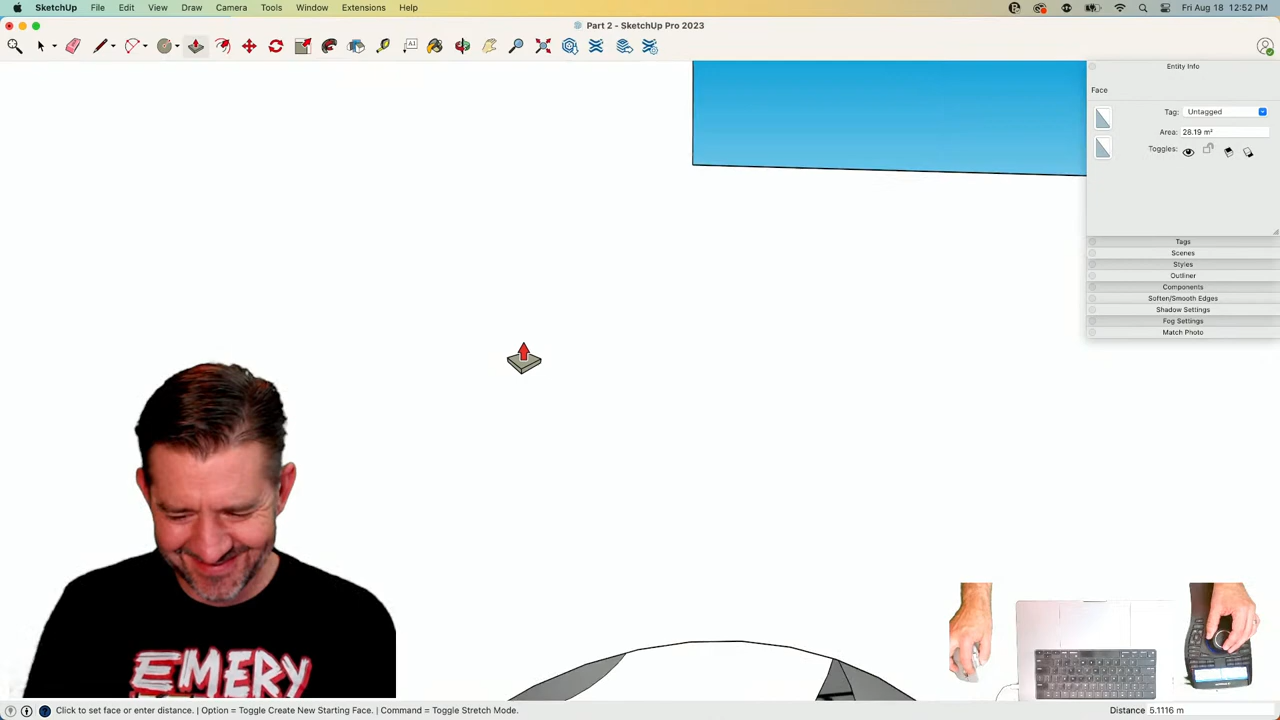 SketchUp File Edit View Draw Camera Tools Window Extensions Help Fri Aug 18 12:52 PM
Part 2 - SketchUp Pro 2023
Entity Info
Face
Tag: Untagged
Area: 28.19 m²
Toggles:
Tags
Scenes
Styles
Outliner
Components
Soften/Smooth Edges
Shadow Settings
Fog Settings
Match Photo
EMERY
Click to set face or enter distance. | Option = Toggle Create New Starting Face. | Command = Toggle Stretch Mode. Distance 5.1116 m